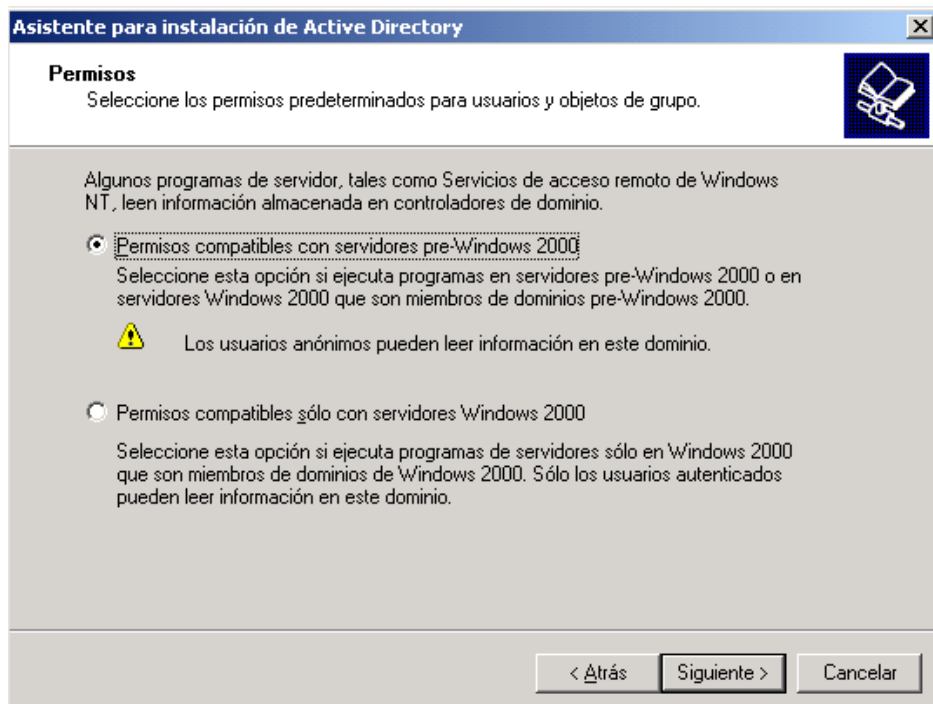 Asistente para instalación de Active Directory
Permisos
Seleccione los permisos predeterminados para usuarios y objetos de grupo.
Algunos programas de servidor, tales como Servicios de acceso remoto de Windows
NT, leen información almacenada en controladores de dominio.
Permisos compatibles con servidores pre-Windows 2000
Seleccione esta opción si ejecuta programas en servidores pre-Windows 2000 o en
servidores Windows 2000 que son miembros de dominios pre-Windows 2000.
Los usuarios anónimos pueden leer información en este dominio.
Permisos compatibles sólo con servidores Windows 2000
Seleccione esta opción si ejecuta programas de servidores sólo en Windows 2000
que son miembros de dominios de Windows 2000. Sólo los usuarios autenticados
pueden leer información en este dominio.
< Atrás
Siguiente >
Cancelar